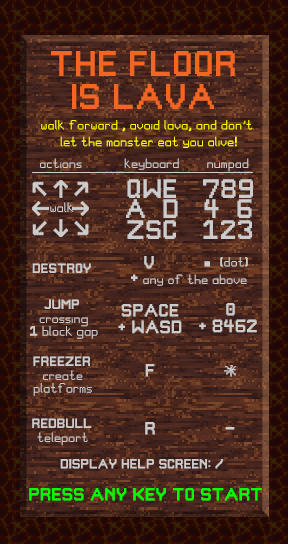 THE FLOOR
IS LAVA
walk forward, avoid lava, and don't
let the monster eat you alive!
actions keyboard numpad
QWE 789
walk A D 4 6
ZSC 123
DESTROY V . (dot)
+ any of the above
JUMP
crossing SPACE 0
1 block gap + WASD + 8462
FREEZER
create F *
platforms
REDBULL R -
teleport
DISPLAY HELP SCREEN: /
PRESS ANY KEY TO START